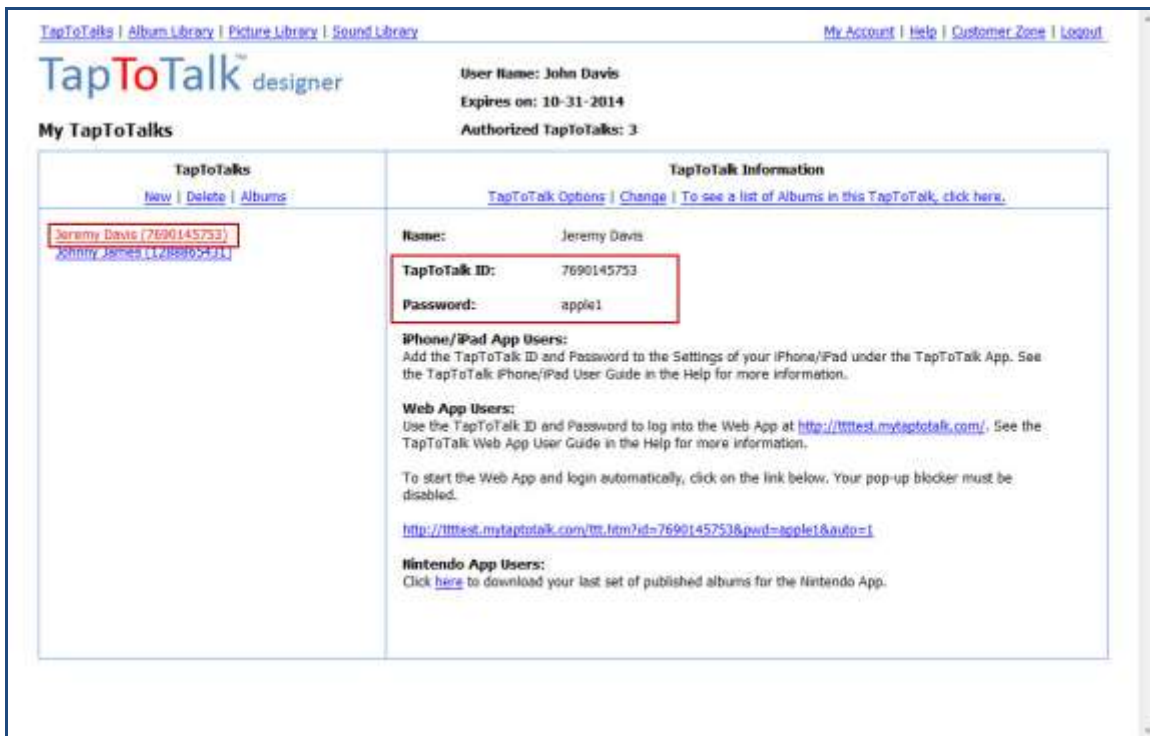 TapToTalks | Album Library | Picture Library | Sound Library
My Account | Help | Customer Zone | Logout
TapToTalk™ designer
User Name: John Davis
Expires on: 10-31-2014
My TapToTalks
Authorized TapToTalks: 3
TapToTalks
New | Delete | Albums
TapToTalk Information
TapToTalk Options | Change | To see a list of Albums in this TapToTalk, click here.
Jeremy Davis (7690145753)
Johnny James (1288865431)
Name: Jeremy Davis
TapToTalk ID: 7690145753
Password: apple1
iPhone/iPad App Users:
Add the TapToTalk ID and Password to the Settings of your iPhone/iPad under the TapToTalk App. See
the TapToTalk iPhone/iPad User Guide in the Help for more information.
Web App Users:
Use the TapToTalk ID and Password to log into the Web App at http://tttest.mytaptotalk.com/. See the
TapToTalk Web App User Guide in the Help for more information.
To start the Web App and login automatically, click on the link below. Your pop-up blocker must be
disabled.
http://tttest.mytaptotalk.com/ttt.htm?id=7690145753&pwd=apple1&auto=1
Nintendo App Users:
Click here to download your last set of published albums for the Nintendo App.